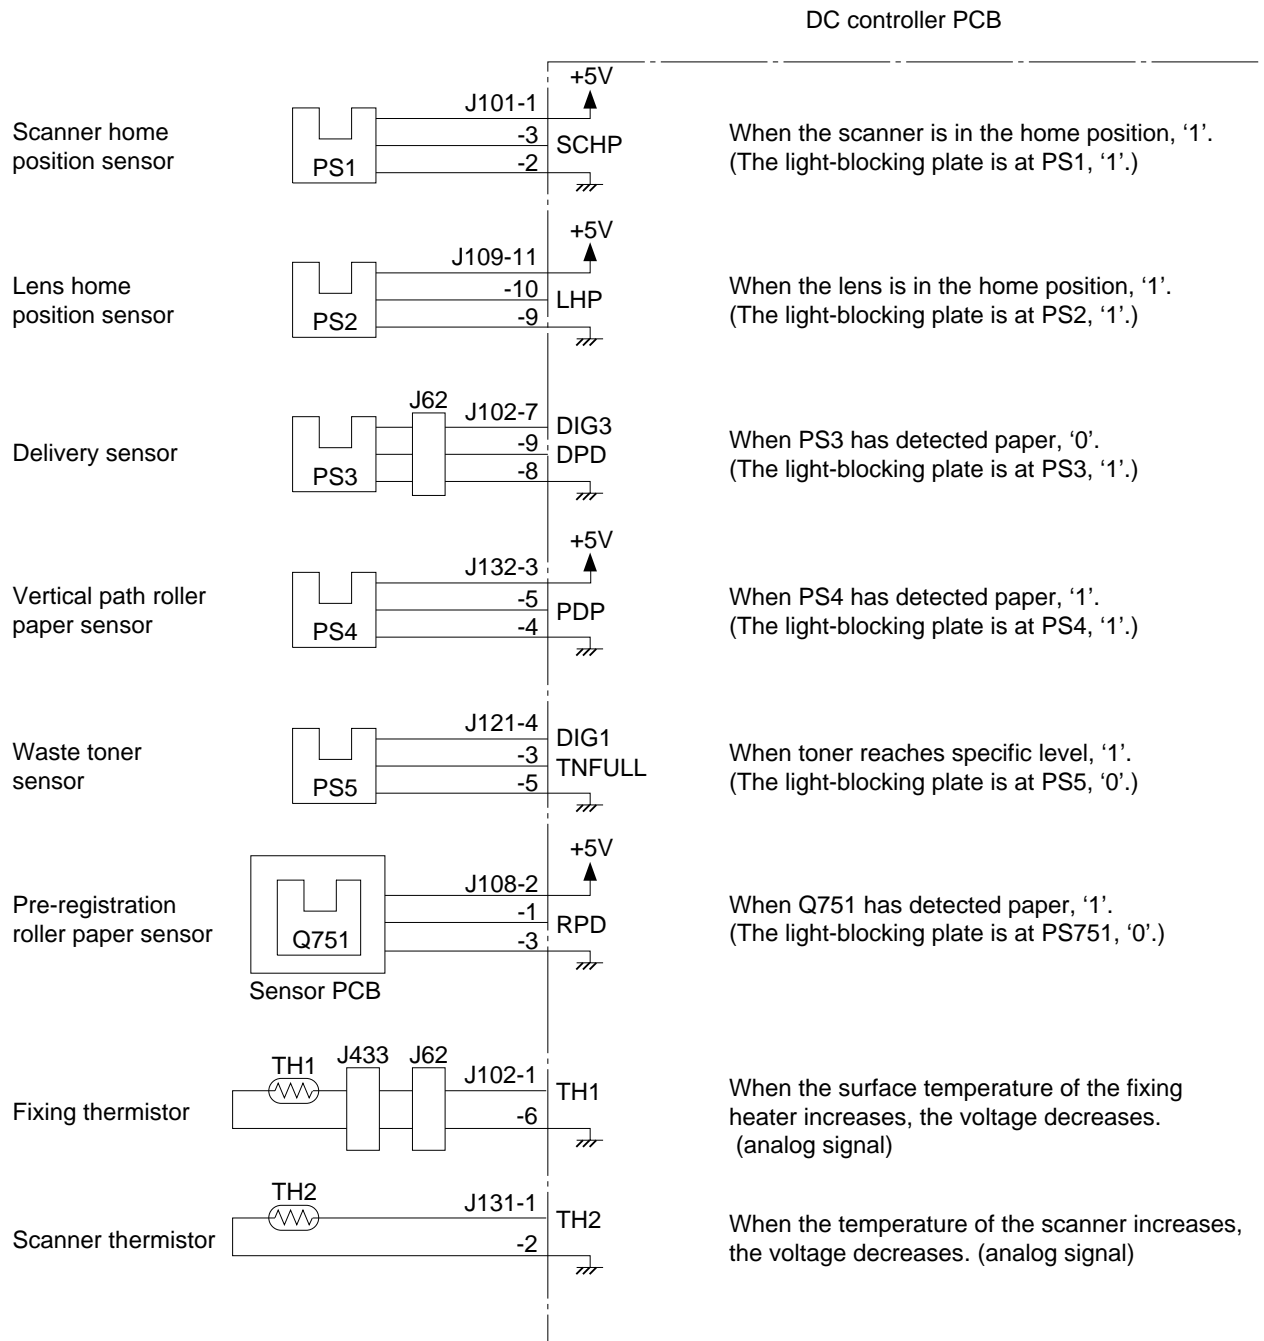 DC controller PCB
+5V
J101-1
Scanner home
position sensor
PS1
-3
SCHP
-2
When the scanner is in the home position, ‘1’.
(The light-blocking plate is at PS1, ‘1’.)
+5V
J109-11
Lens home
position sensor
PS2
-10
LHP
-9
When the lens is in the home position, ‘1’.
(The light-blocking plate is at PS2, ‘1’.)
J62
J102-7
DIG3
Delivery sensor
PS3
-9
DPD
-8
When PS3 has detected paper, ‘0’.
(The light-blocking plate is at PS3, ‘1’.)
+5V
J132-3
Vertical path roller
paper sensor
PS4
-5
PDP
-4
When PS4 has detected paper, ‘1’.
(The light-blocking plate is at PS4, ‘1’.)
J121-4
DIG1
Waste toner
sensor
PS5
-3
TNFULL
-5
When toner reaches specific level, ‘1’.
(The light-blocking plate is at PS5, ‘0’.)
+5V
J108-2
Pre-registration
roller paper sensor
Q751
-1
RPD
-3
Sensor PCB
When Q751 has detected paper, ‘1’.
(The light-blocking plate is at PS751, ‘0’.)
TH1
J433
J62
J102-1
TH1
Fixing thermistor
-6
When the surface temperature of the fixing
heater increases, the voltage decreases.
(analog signal)
TH2
J131-1
TH2
Scanner thermistor
-2
When the temperature of the scanner increases,
the voltage decreases. (analog signal)